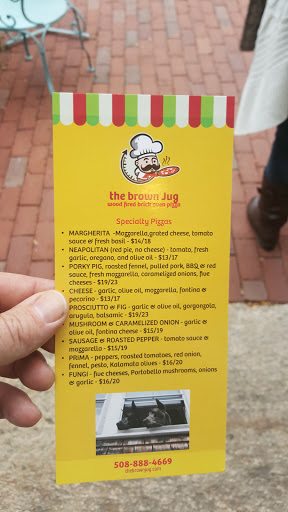 the brown Jug
wood fired brick oven pizza
Specialty Pizzas
• MARGHERITA -Mozzarella,grated cheese, tomato
sauce & fresh basil - $14/18
• NEAPOLITAN (red pie, no cheese) - tomato, fresh
garlic, oregano, and olive oil - $13/17
• PORKY PIG, roasted fennel, pulled pork, BBQ & red
sauce, fresh mozzarella, caramelized onions, five
cheeses - $19/23
• CHEESE - garlic, olive oil, mozzarella, fontina &
pecorino - $13/17
PROSCIUTTO & FIG - garlic & olive oil, gorgonzola,
arugula, balsamic - $19/23
MUSHROOM & CARAMELIZED ONION - garlic &
olive oil, fontina cheese - $15/19
• SAUSAGE & ROASTED PEPPER - tomato sauce &
mozzarella - $15/19
• PRIMA - peppers, roasted tomatoes, red onion,
fennel, pesto, Kalamata olives - $16/20
• FUNGI - five cheeses, Portobello mushrooms, onions
& garlic - $16/20
508-888-4669
thebrownjug.com